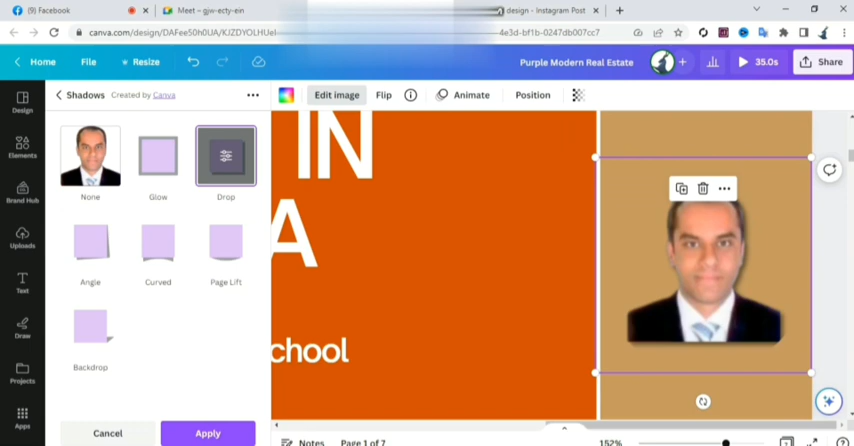 (9) Facebook
Meet – gjw-ecty-ein
design - Instagram Post
canva.com/design/DAFee50h0UA/KJZDYOLHUeI
4e3d-bf1b-0247db007cc7
Home
File
Resize
Purple Modern Real Estate
35.0s
Share
Shadows
Created by Canva
Edit image
Flip
Animate
Position
Design
Elements
Brand Hub
Uploads
Text
Draw
Projects
Apps
None
Glow
Drop
Angie
Curved
Page Lift
Backdrop
Cancel
Apply
IN
A
chool
Notes
Page 1 of 7
152%